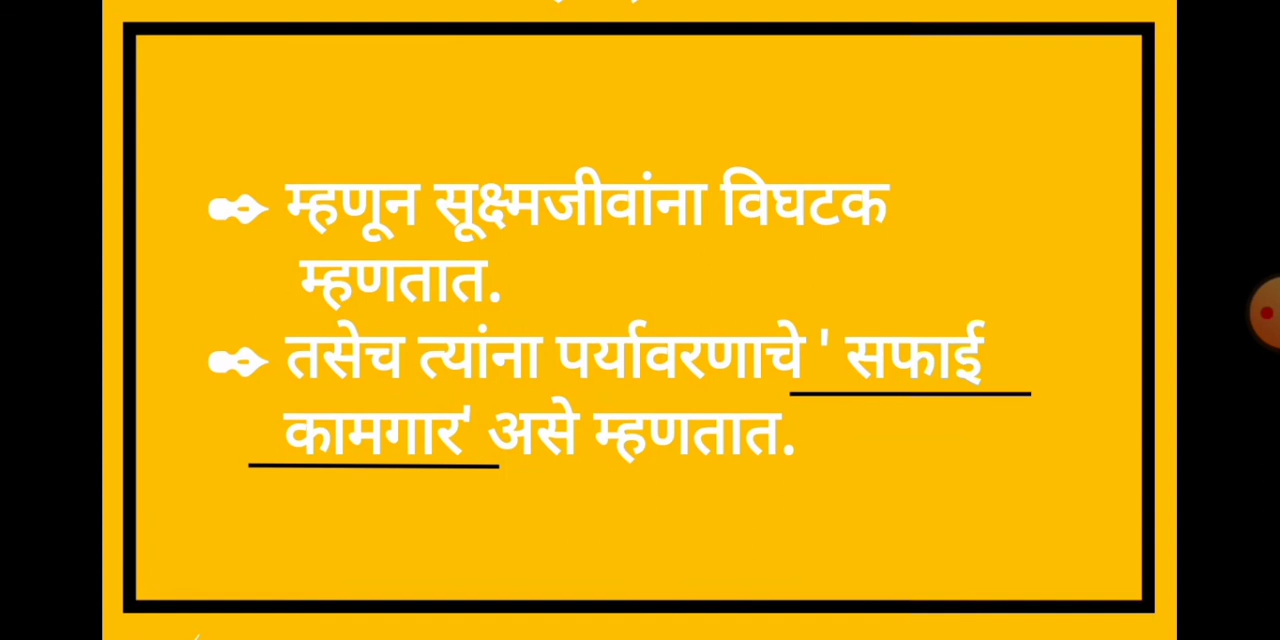 ✒ म्हणून सूक्ष्मजीवांना विघटक
म्हणतात.
✒ तसेच त्यांना पर्यावरणाचे ' सफाई
कामगार' असे म्हणतात.